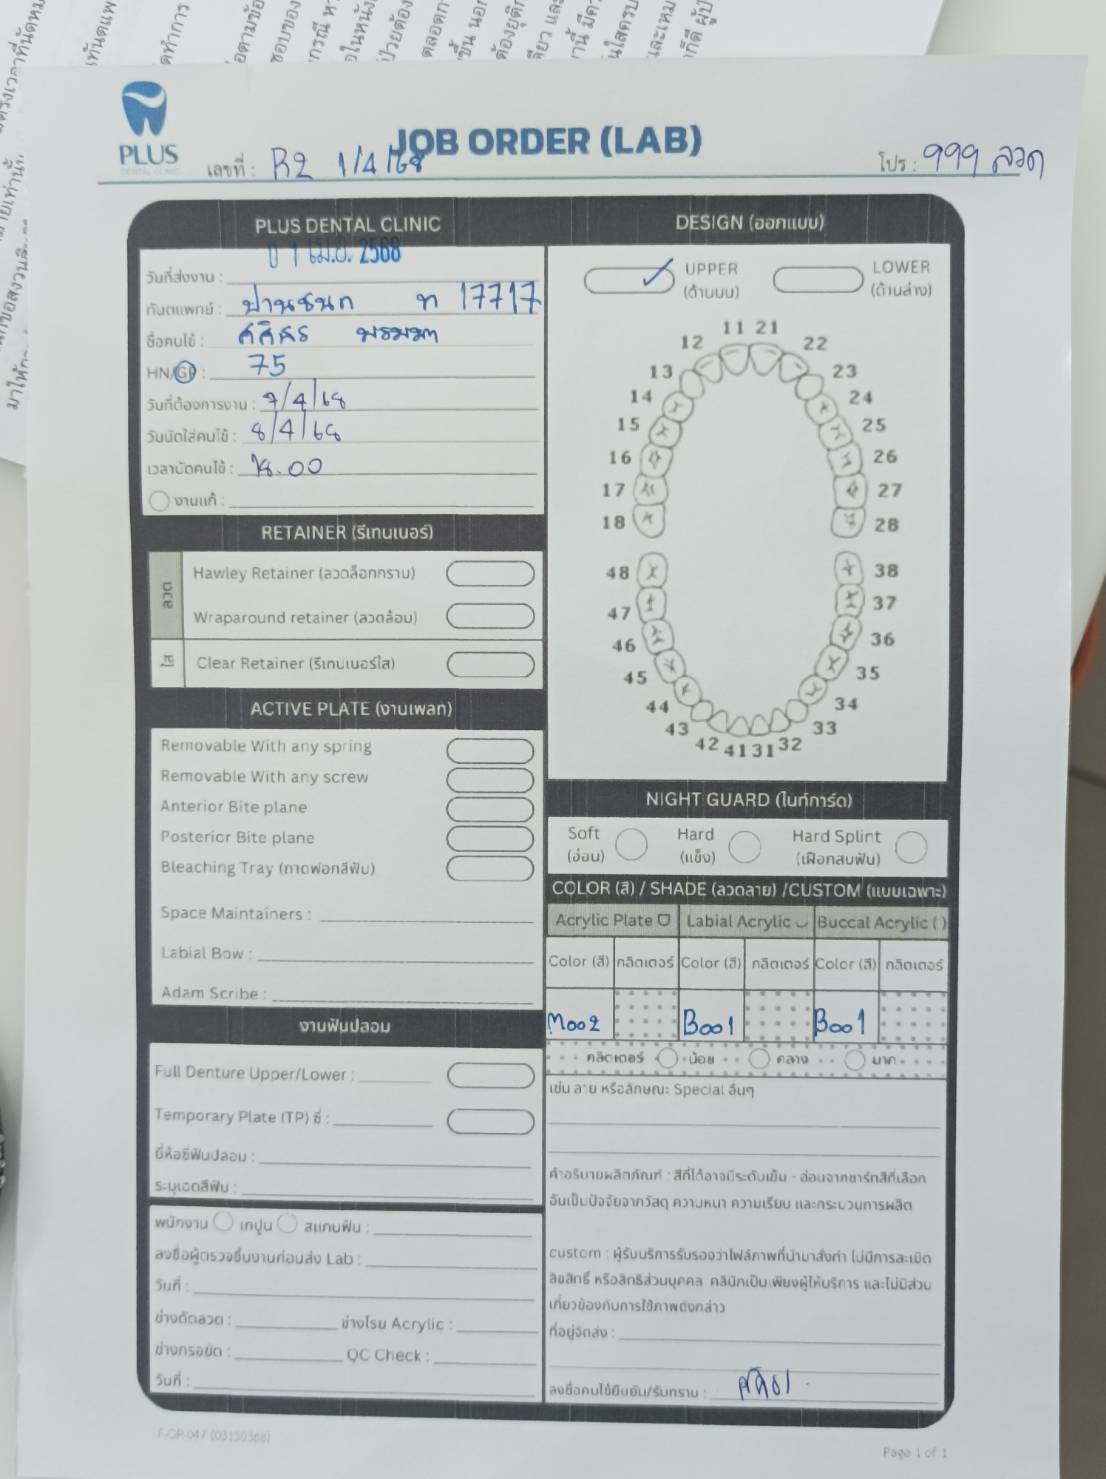 PLUS
DENTAL CLINIC
JOB ORDER (LAB)
เลขที่ : B2 1/4/68
โปร : 999 ลวด
PLUS DENTAL CLINIC
0 1 เม.ย. 2568
วันที่ส่งงาน :
ทันตแพทย์ : ปานชนก ท 17717
ชื่อคนไข้ :
HN/GP : 75
วันที่ต้องการงาน : 7/4/68
วันนัดใส่คนไข้ : 8/4/68
เวลานัดคนไข้ : 18.00
งานแก้ :
RETAINER (รีเทนเนอร์)
ลวด
Hawley Retainer (ลวดสั้นกกราม)
Wraparound retainer (ลวดล้อม)
ใส
Clear Retainer (รีเทนเนอร์ใส)
ACTIVE PLATE (งานเพลท)
Removable With any spring
Removable With any screw
Anterior Bite plane
Posterior Bite plane
Bleaching Tray (ถาดฟอกสีฟัน)
Space Maintainers :
Labial Bow :
Adam Scribe :
งานฟันปลอม
Full Denture Upper/Lower :
Temporary Plate (TP) ซี่ :
ยี่ห้อซี่ฟันปลอม :
ระบุเฉดสีฟัน :
พนักงาน เทปูน สแกนฟัน :
ลงชื่อผู้ตรวจชิ้นงานก่อนส่ง Lab :
วันที่ :
ช่างดัดลวด : ช่างโรย Acrylic :
ช่างกรอขัด : QC Check :
วันที่ :
DESIGN (ออกแบบ)
UPPER
(ด้านบน)
LOWER
(ด้านล่าง)
11 21
12 22
13 23
14 24
15 25
16 26
17 27
18 28
48 38
47 37
46 36
45 35
44 34
43 33
42 41 31 32
NIGHT GUARD (ไนท์การ์ด)
Soft
(นิ่ม)
Hard
(แข็ง)
Hard Splint
(เฝือกสบฟัน)
COLOR (สี) / SHADE (ลวดลาย) /CUSTOM (แบบเฉพาะ)
Acrylic Plate Labial Acrylic Buccal Acrylic ( )
Color (สี) กลิตเตอร์ Color (สี) กลิตเตอร์ Color (สี) กลิตเตอร์
M002 B001 B001
กลิตเตอร์ น้อย กลาง มาก
เช่น ลาย หรือลักษณะ Special อื่นๆ
คำอธิบายผลิตภัณฑ์ : สีที่ได้อาจมีระดับเข้ม - อ่อนจากชาร์ทสีที่เลือก
อันเป็นปัจจัยจากวัสดุ ความหนา ความเรียบ และกระบวนการผลิต
custom : ผู้รับบริการรับรองว่าไฟล์ภาพที่นำมาสั่งทำ ไม่มีการละเมิด
ลิขสิทธิ์ หรือสิทธิส่วนบุคคล คลินิกเป็นเพียงผู้ให้บริการ และไม่มีส่วน
เกี่ยวข้องกับการใช้ภาพดังกล่าว
ที่อยู่จัดส่ง :
ลงชื่อคนไข้ยืนยัน/รับทราบ :
F-OP-047 (03130368)
Page 1 of 1